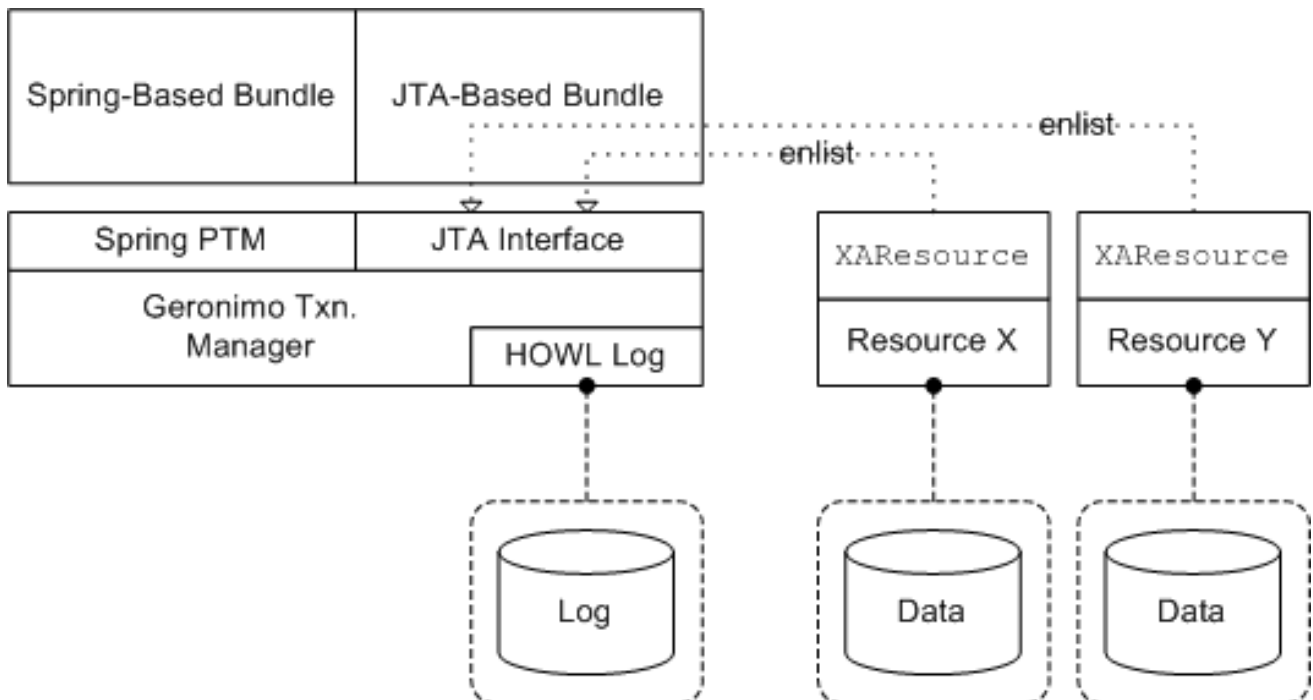 Spring-Based Bundle
JTA-Based Bundle
enlist
enlist
Spring PTM
JTA Interface
XAResource
XAResource
Geronimo Txn.
Manager
HOWL Log
Resource X
Resource Y
Log
Data
Data